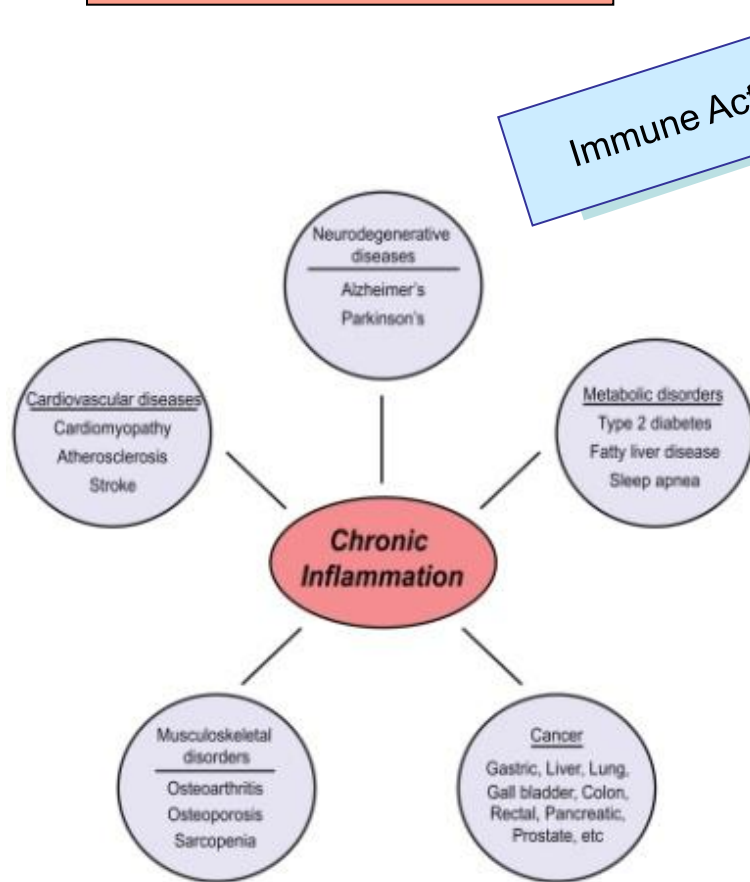 Immune Act
Neurodegenerative
diseases
Alzheimer's
Parkinson's
Cardiovascular diseases
Cardiomyopathy
Atherosclerosis
Stroke
Metabolic disorders
Type 2 diabetes
Fatty liver disease
Sleep apnea
Chronic
Inflammation
Musculoskeletal
disorders
Osteoarthritis
Osteoporosis
Sarcopenia
Cancer
Gastric, Liver, Lung,
Gall bladder, Colon,
Rectal, Pancreatic,
Prostate, etc